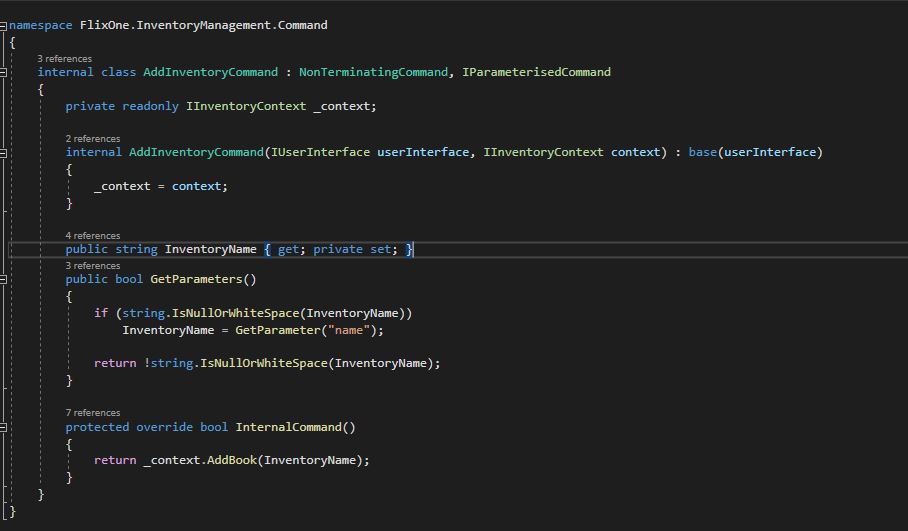 namespace FlixOne.InventoryManagement.Command
{
3 references
internal class AddInventoryCommand : NonTerminatingCommand, IParameterisedCommand
{
private readonly IInventoryContext _context;
2 references
internal AddInventoryCommand(IUserInterface userInterface, IInventoryContext context) : base(userInterface)
{
_context = context;
}
4 references
public string InventoryName { get; private set; }
3 references
public bool GetParameters()
{
if (string.IsNullOrWhiteSpace(InventoryName))
InventoryName = GetParameter("name");
return !string.IsNullOrWhiteSpace(InventoryName);
}
7 references
protected override bool InternalCommand()
{
return _context.AddBook(InventoryName);
}
}
}